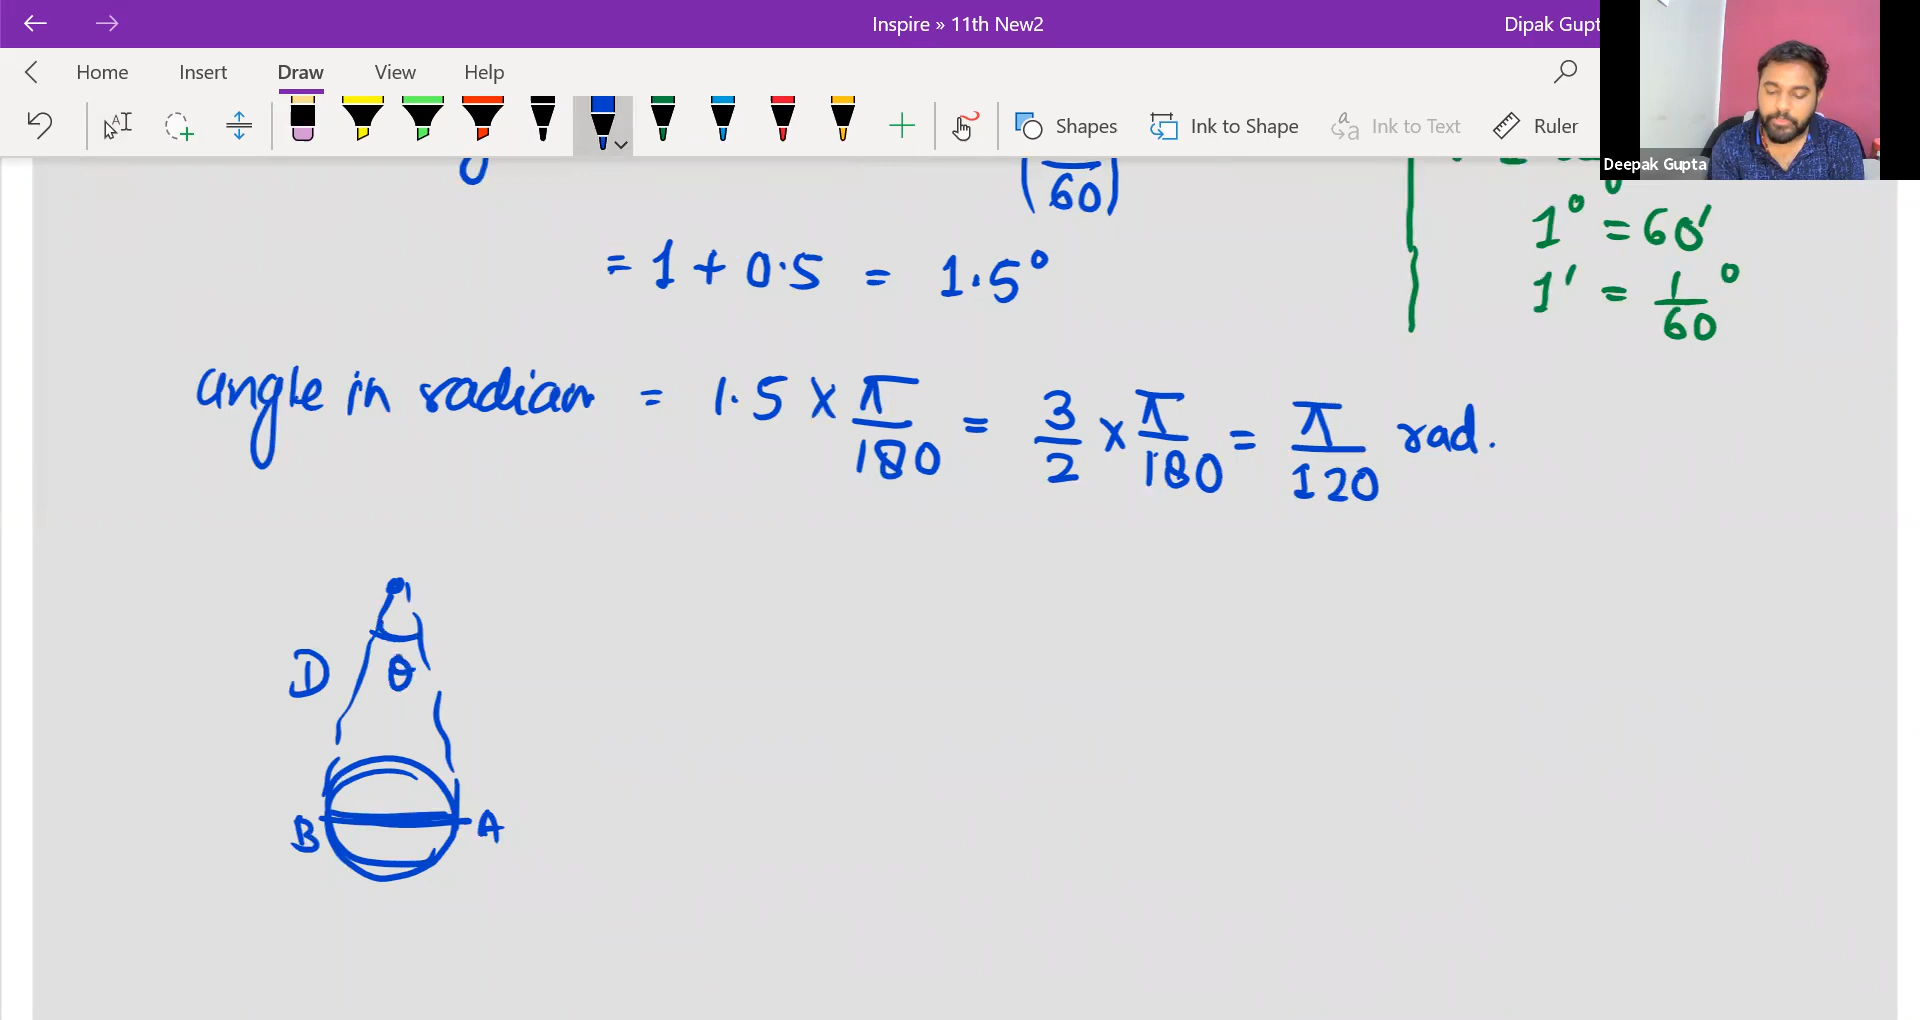 Inspire » 11th New2
Dipak Gupt
Home Insert Draw View Help
Shapes Ink to Shape Ink to Text Ruler
Deepak Gupta
(‾/60)
1° = 60′
= 1 + 0.5 = 1.5°
1′ = 1/60°
angle in radian = 1.5 × π/180 = 3/2 × π/180 = π/120 rad.
D θ
B A